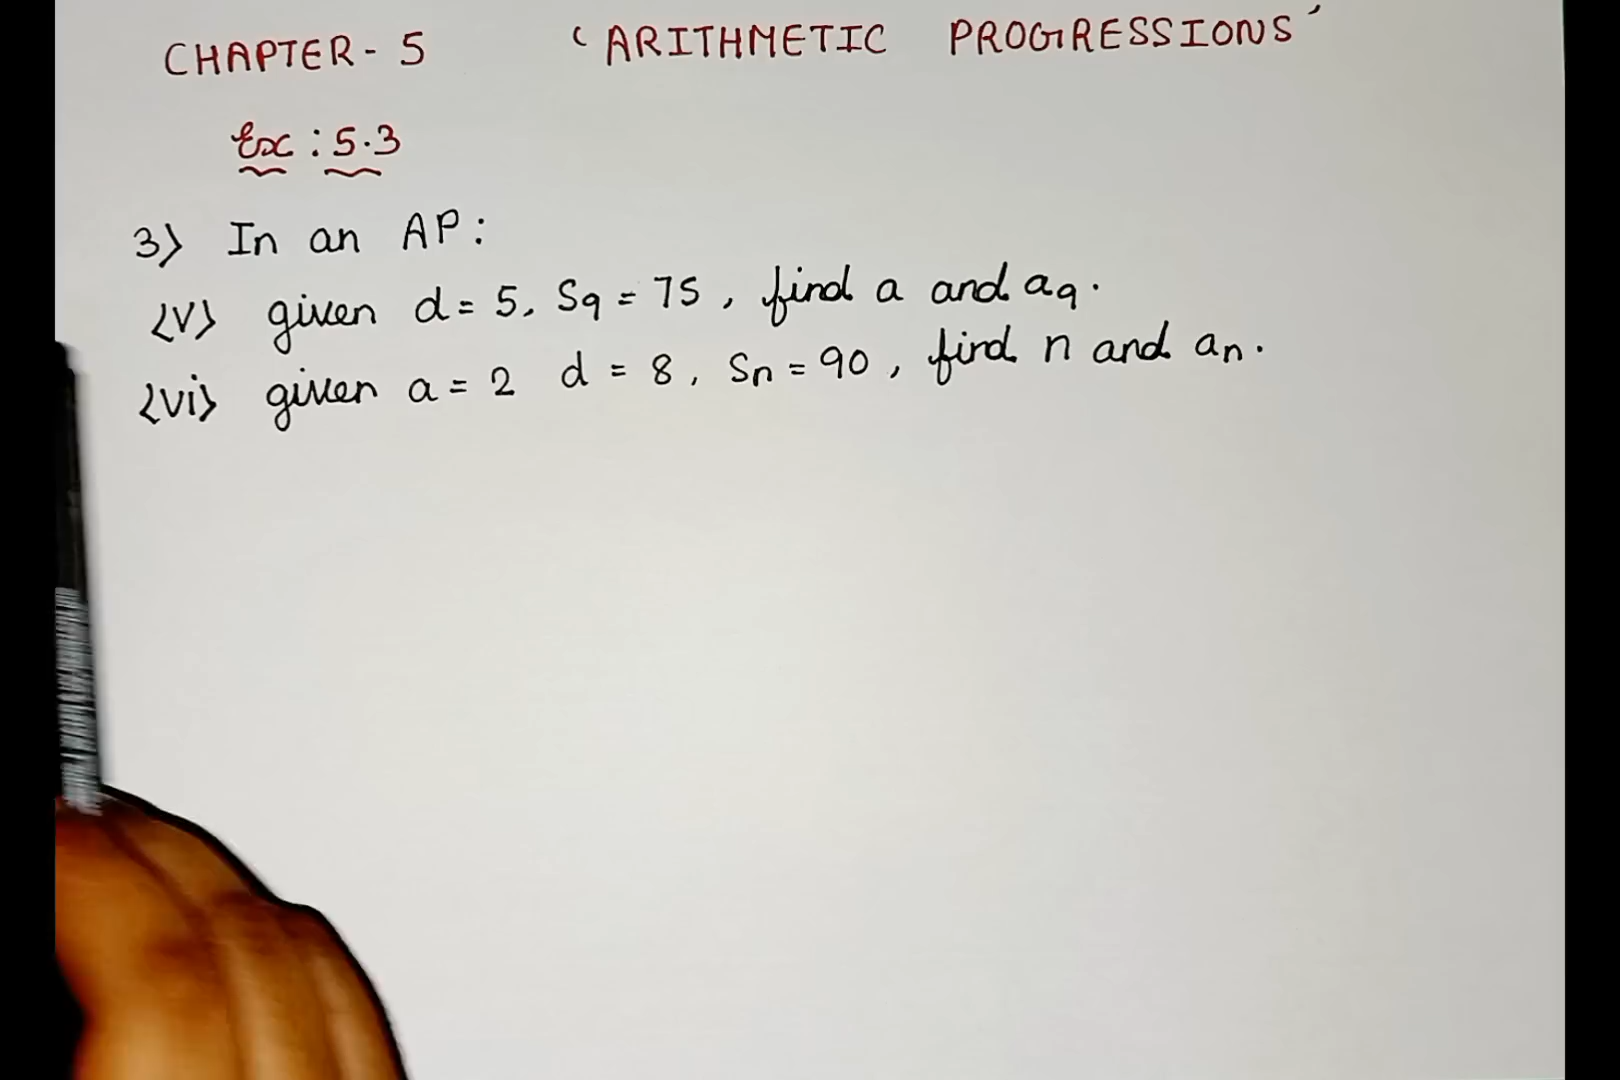 CHAPTER-5 'ARITHMETIC PROGRESSIONS'
Ex : 5.3
3) In an AP:
(v) given d = 5, S₉ = 75, find a and a₉.
(vi) given a = 2 d = 8, Sₙ = 90, find n and aₙ.